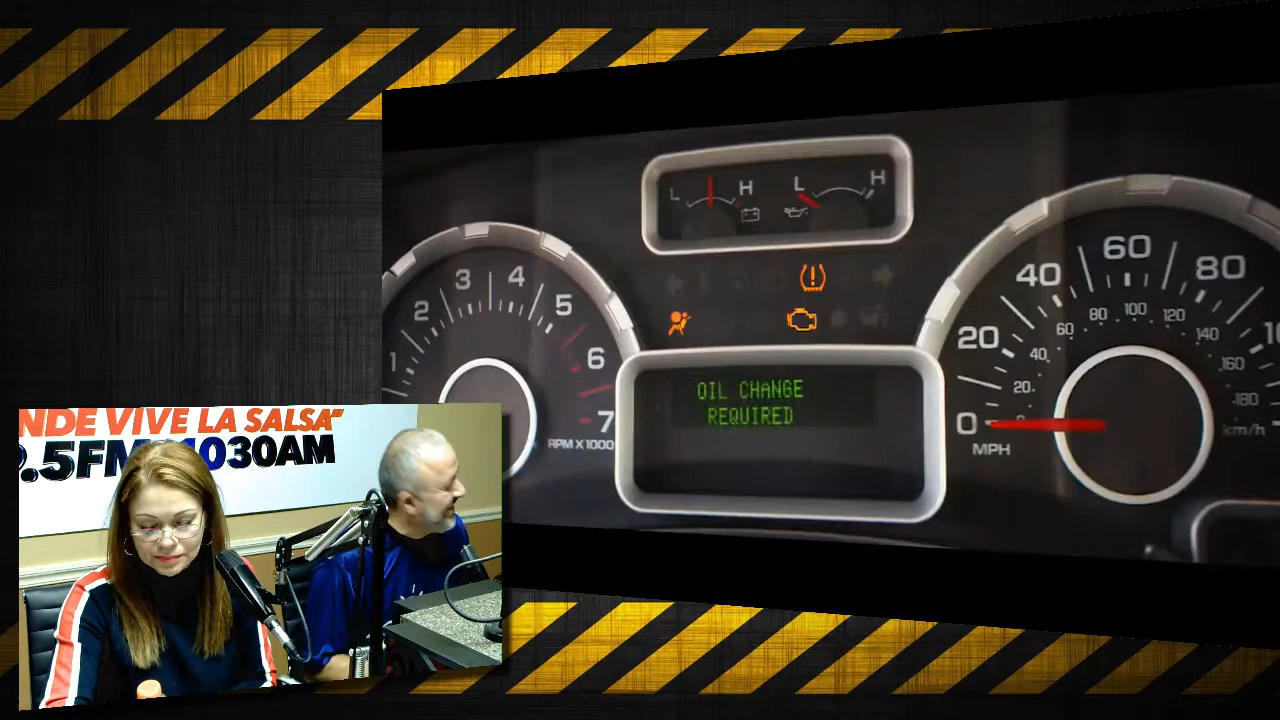 L H L H
1 2 3 4 5 6 7
RPM X 1000
OIL CHANGE
REQUIRED
0 20 40 60 80
20 40 60 80 100 120 140 160 180
MPH
km/h
NDE VIVE LA SALSA"
.5FM 1030AM